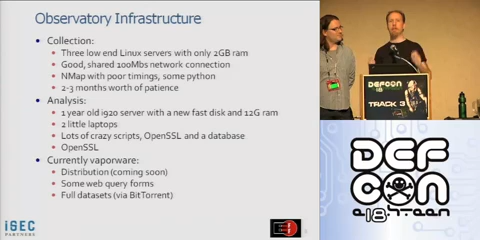 Observatory Infrastructure
• Collection:
• Three low end Linux servers with only 2GB ram
• Good, shared 100Mbs network connection
• NMap with poor timings, some python
• 2-3 months worth of patience
• Analysis:
• 1 year old i920 server with a new fast disk and 12G ram
• 2 little laptops
• Lots of crazy scripts, OpenSSL and a database
• OpenSSL
• Currently vaporware:
• Distribution (coming soon)
• Some web query forms
• Full datasets (via BitTorrent)
iSEC
PARTNERS
DEFCON
18
TRACK 3
DEF
CON
e18hteen